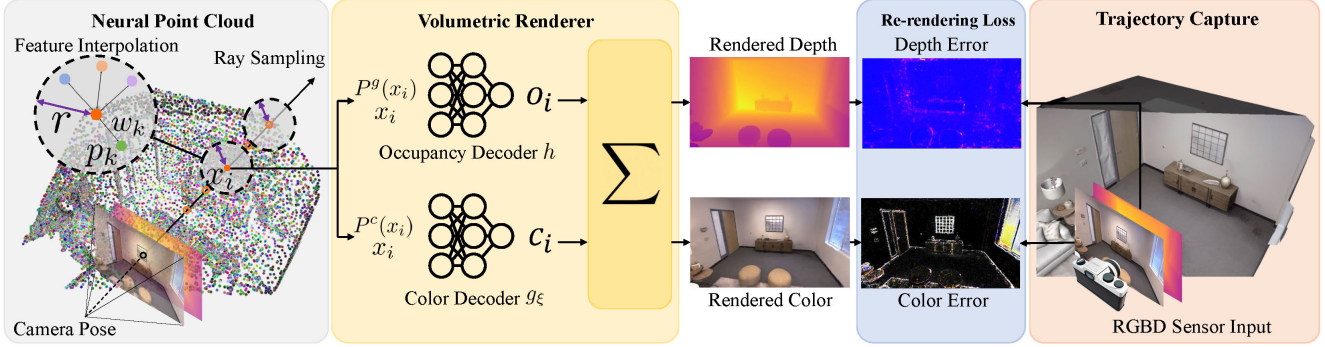 Neural Point Cloud
Feature Interpolation
Ray Sampling
r
w_k
p_k
x_i
Camera Pose
Volumetric Renderer
P^g(x_i)
x_i
o_i
Occupancy Decoder h
P^c(x_i)
x_i
c_i
Color Decoder g_ξ
Σ
Rendered Depth
Rendered Color
Re-rendering Loss
Depth Error
Color Error
Trajectory Capture
RGBD Sensor Input